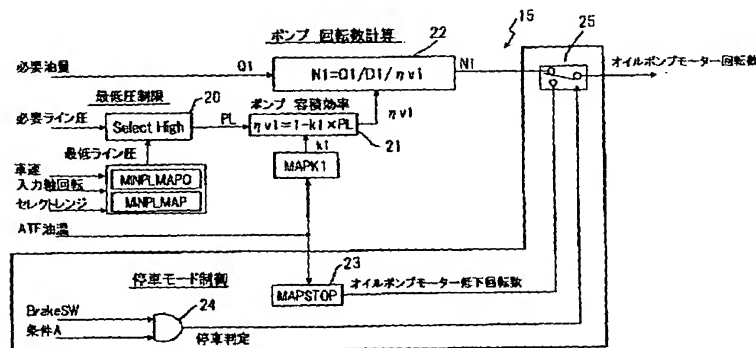 ポンプ 回転数計算
22
15
25
必要油量
Q1
N1=Q1/D1/ηv1
N1
オイルポンプモーター回転数
最低圧制限
20
ポンプ 容積効率
ηv1
必要ライン圧
Select High
PL
ηv1=1-k1×PL
21
最低ライン圧
k1
車速
MINPLMAPO
MAPK1
入力軸回転
セレクトレンジ
MINPLMAP
ATF油温
23
停車モード制御
MAPSTOP
オイルポンプモーター低下回転数
24
BrakeSW
条件A
停車判定